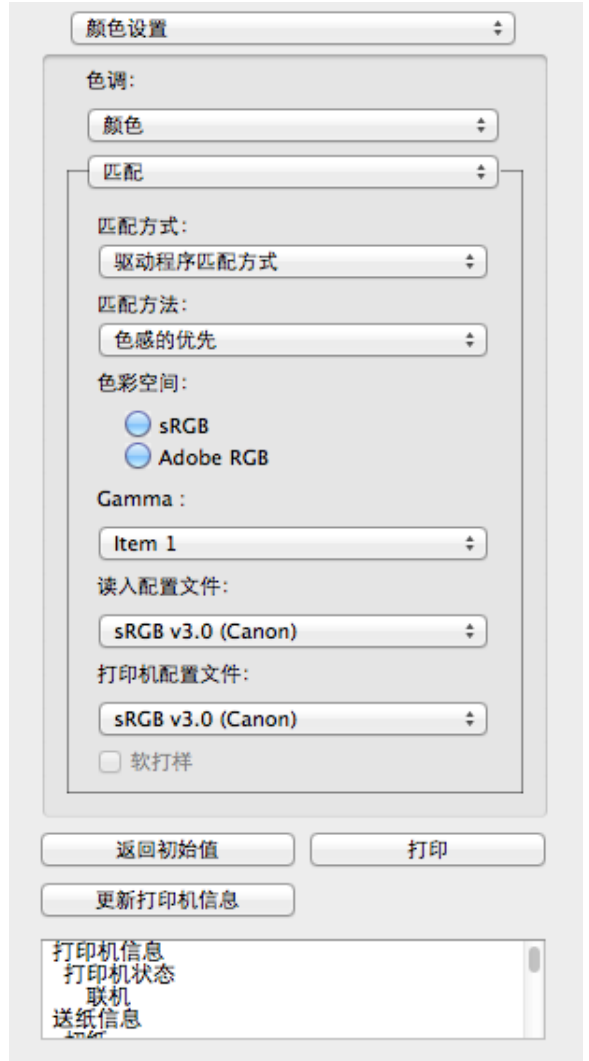 颜色设置
色调:
颜色
匹配
匹配方式:
驱动程序匹配方式
匹配方法:
色感的优先
色彩空间:
sRGB
Adobe RGB
Gamma :
Item 1
读入配置文件:
sRGB v3.0 (Canon)
打印机配置文件:
sRGB v3.0 (Canon)
软打样
返回初始值 打印
更新打印机信息
打印机信息
打印机状态
联机
送纸信息